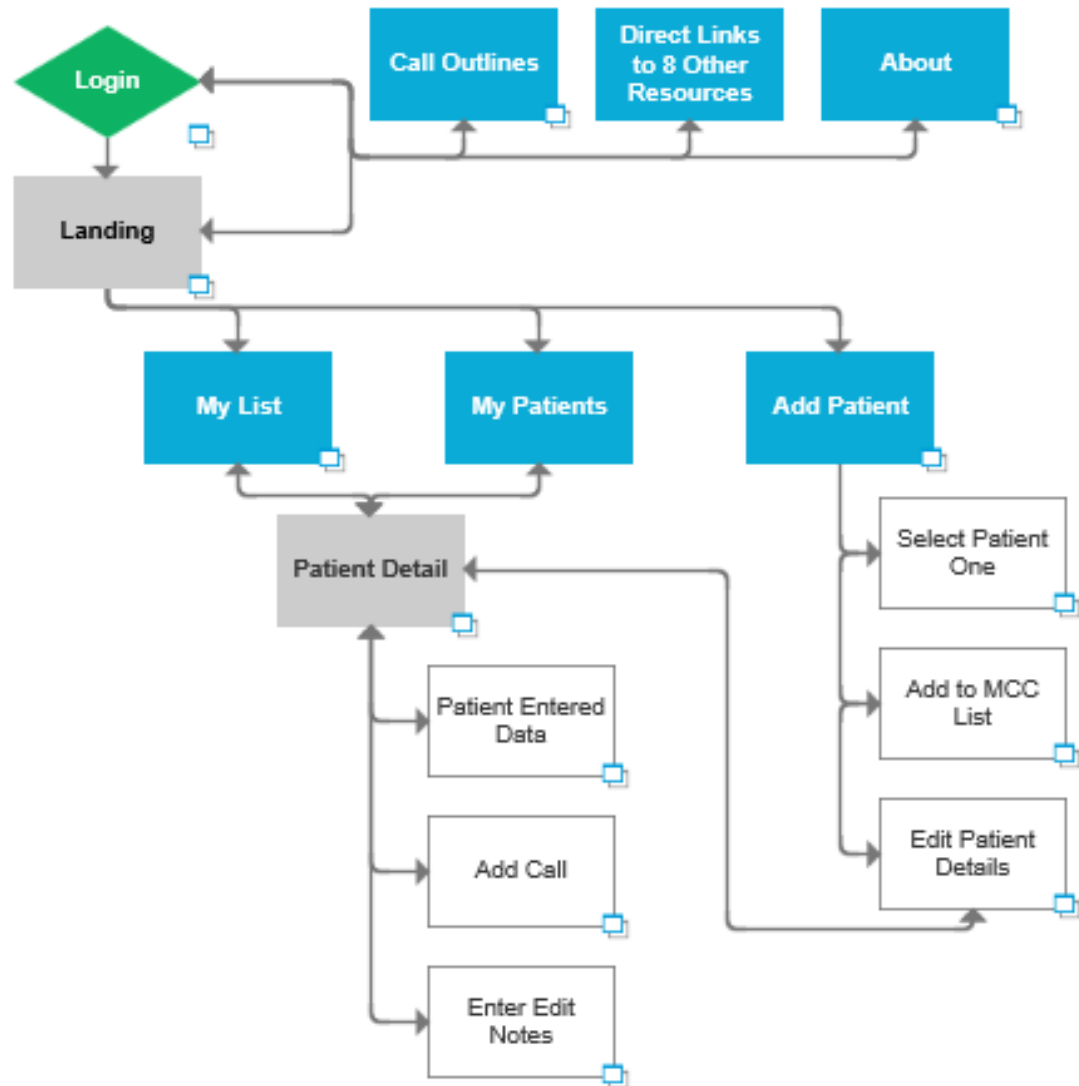 Login
Call Outlines
Direct Links
to 8 Other
Resources
About
Landing
My List
My Patients
Add Patient
Patient Detail
Select Patient
One
Patient Entered
Data
Add to MCC
List
Add Call
Edit Patient
Details
Enter Edit
Notes